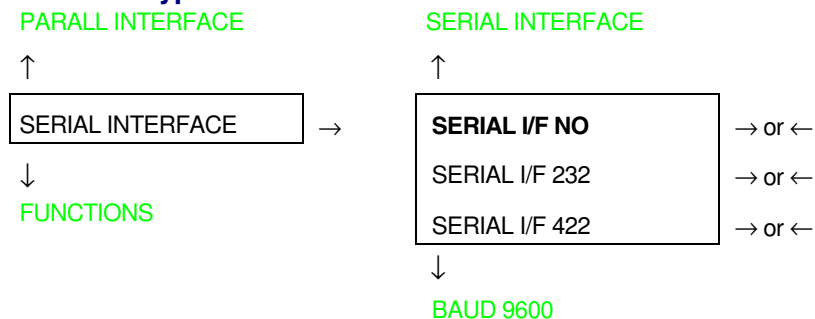 PARALL INTERFACE SERIAL INTERFACE
↑ ↑
SERIAL INTERFACE → SERIAL I/F NO → or ←
↓ SERIAL I/F 232 → or ←
FUNCTIONS SERIAL I/F 422 → or ←
↓
BAUD 9600